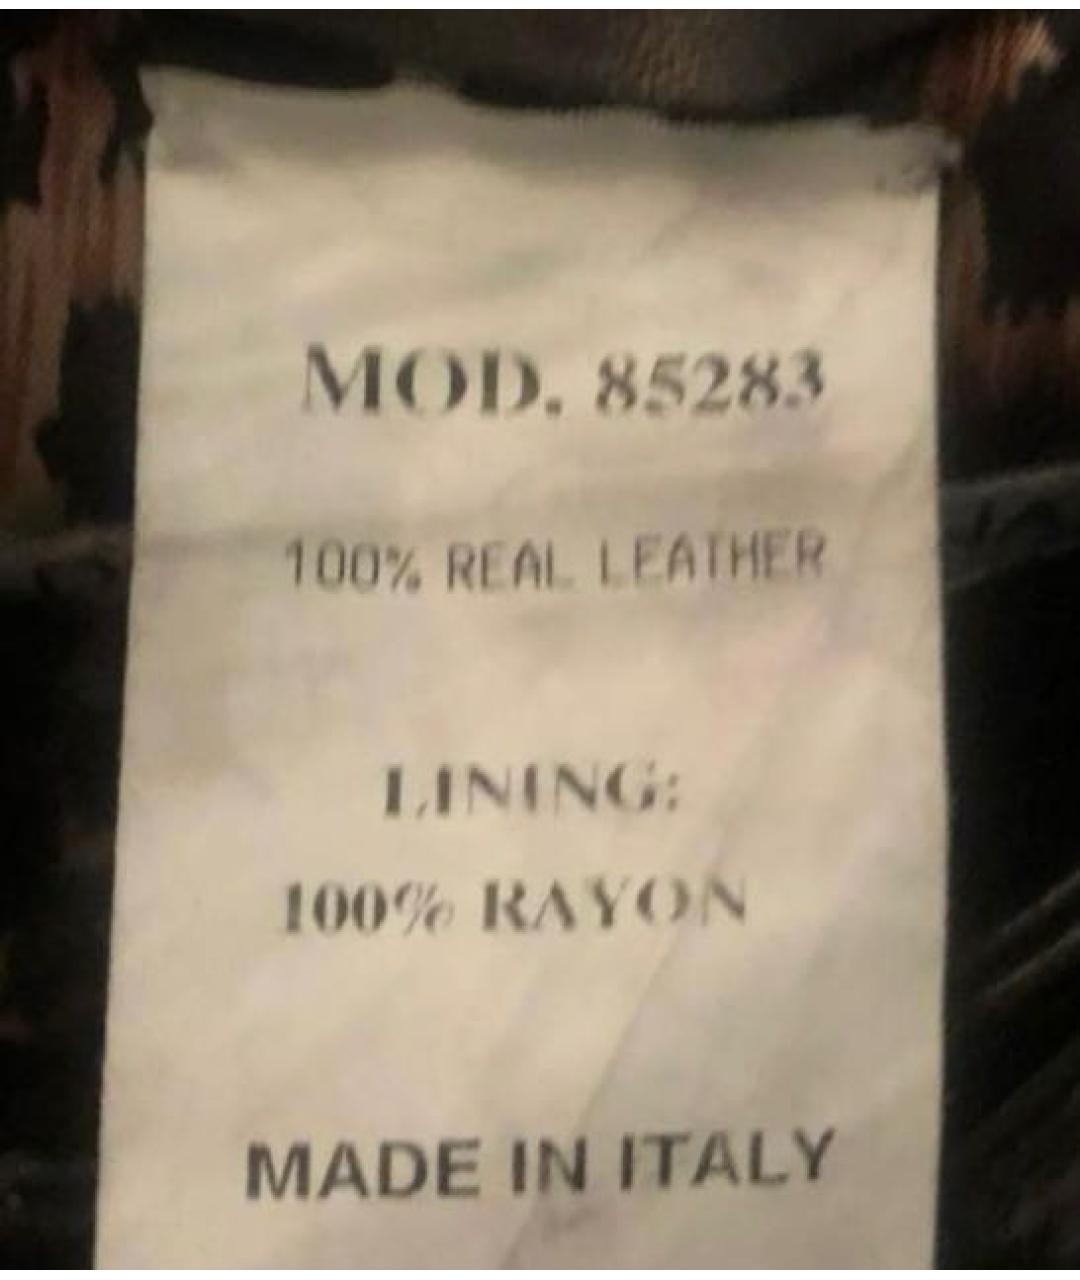 MOD. 85283
100% REAL LEATHER
LINING:
100% RAYON
MADE IN ITALY